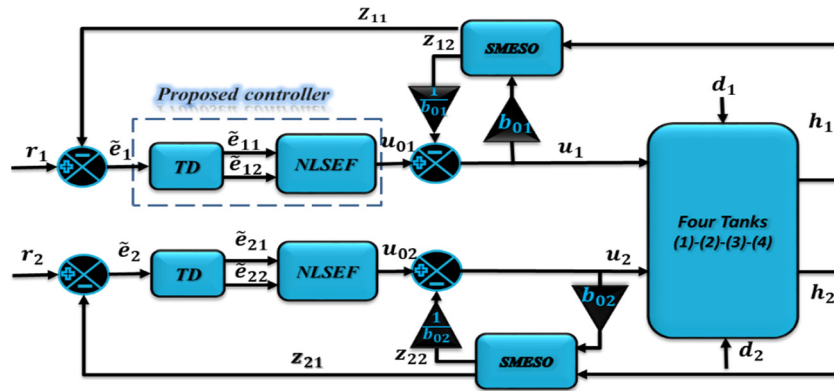 z₁₁
z₁₂
SMESO
Proposed controller
1/b₀₁
b₀₁
d₁
h₁
r₁
ẽ₁
TD
ẽ₁₁
ẽ₁₂
NLSEF
u₀₁
u₁
Four Tanks
(1)-(2)-(3)-(4)
r₂
ẽ₂
TD
ẽ₂₁
ẽ₂₂
NLSEF
u₀₂
u₂
b₀₂
h₂
1/b₀₂
z₂₁
z₂₂
SMESO
d₂